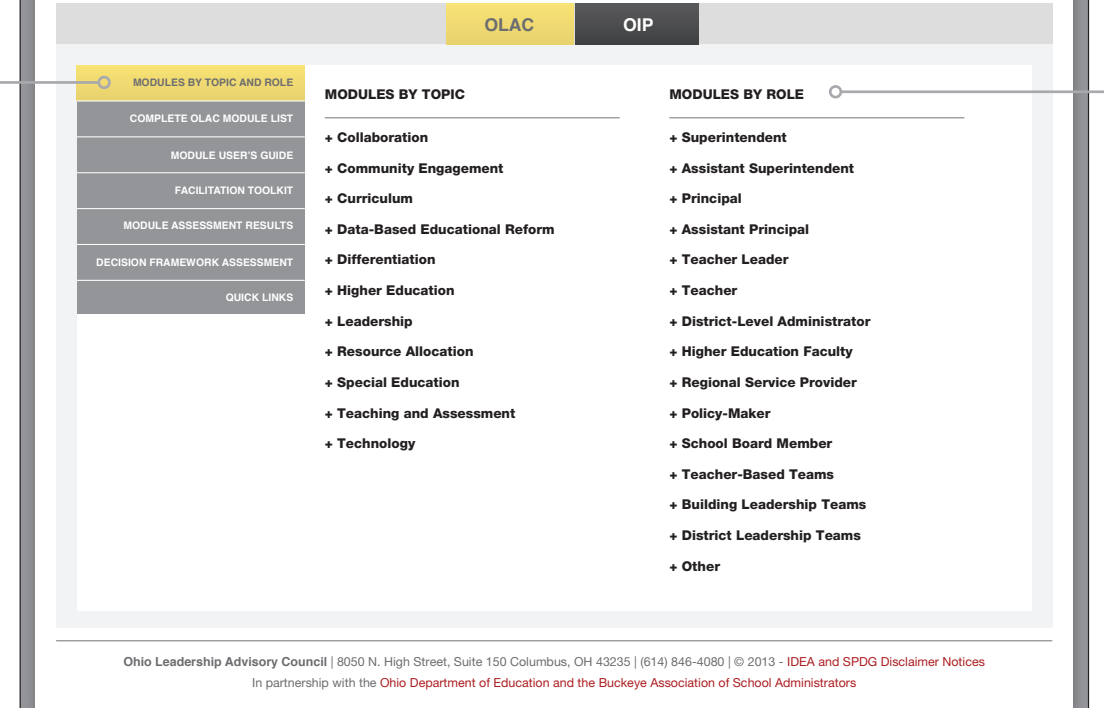 OLAC
OIP
MODULES BY TOPIC AND ROLE
COMPLETE OLAC MODULE LIST
MODULE USER'S GUIDE
FACILITATION TOOLKIT
MODULE ASSESSMENT RESULTS
DECISION FRAMEWORK ASSESSMENT
QUICK LINKS
MODULES BY TOPIC
+ Collaboration
+ Community Engagement
+ Curriculum
+ Data-Based Educational Reform
+ Differentiation
+ Higher Education
+ Leadership
+ Resource Allocation
+ Special Education
+ Teaching and Assessment
+ Technology
MODULES BY ROLE
+ Superintendent
+ Assistant Superintendent
+ Principal
+ Assistant Principal
+ Teacher Leader
+ Teacher
+ District-Level Administrator
+ Higher Education Faculty
+ Regional Service Provider
+ Policy-Maker
+ School Board Member
+ Teacher-Based Teams
+ Building Leadership Teams
+ District Leadership Teams
+ Other
Ohio Leadership Advisory Council | 8050 N. High Street, Suite 150 Columbus, OH 43235 | (614) 846-4080 | © 2013 - IDEA and SPDG Disclaimer Notices
In partnership with the Ohio Department of Education and the Buckeye Association of School Administrators